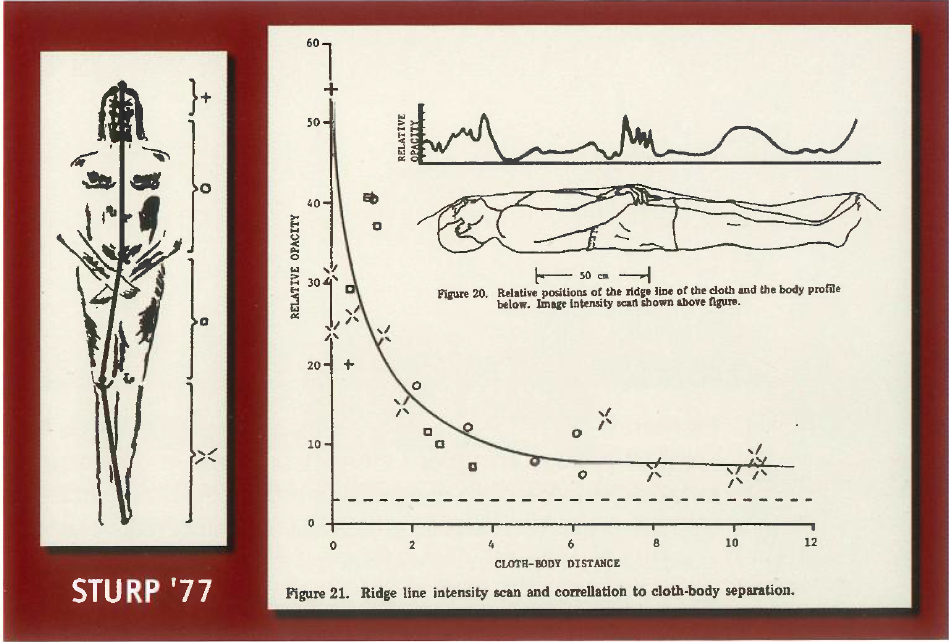 STURP '77
60
50
40
30
20
10
0
RELATIVE OPACITY
0 2 4 6 8 10 12
CLOTH-BODY DISTANCE
RELATIVE
OPACITY
50 cm
Figure 20. Relative positions of the ridge line of the cloth and the body profile
below. Image intensity scan shown above figure.
Figure 21. Ridge line intensity scan and correllation to cloth-body separation.